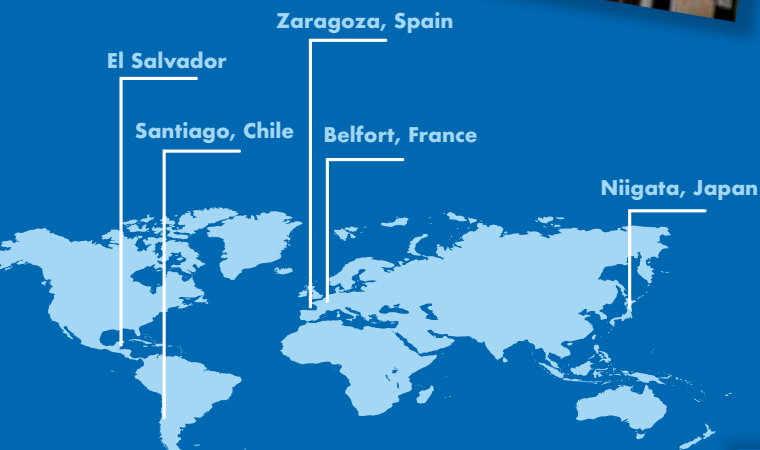 Zaragoza, Spain
El Salvador
Santiago, Chile
Belfort, France
Niigata, Japan